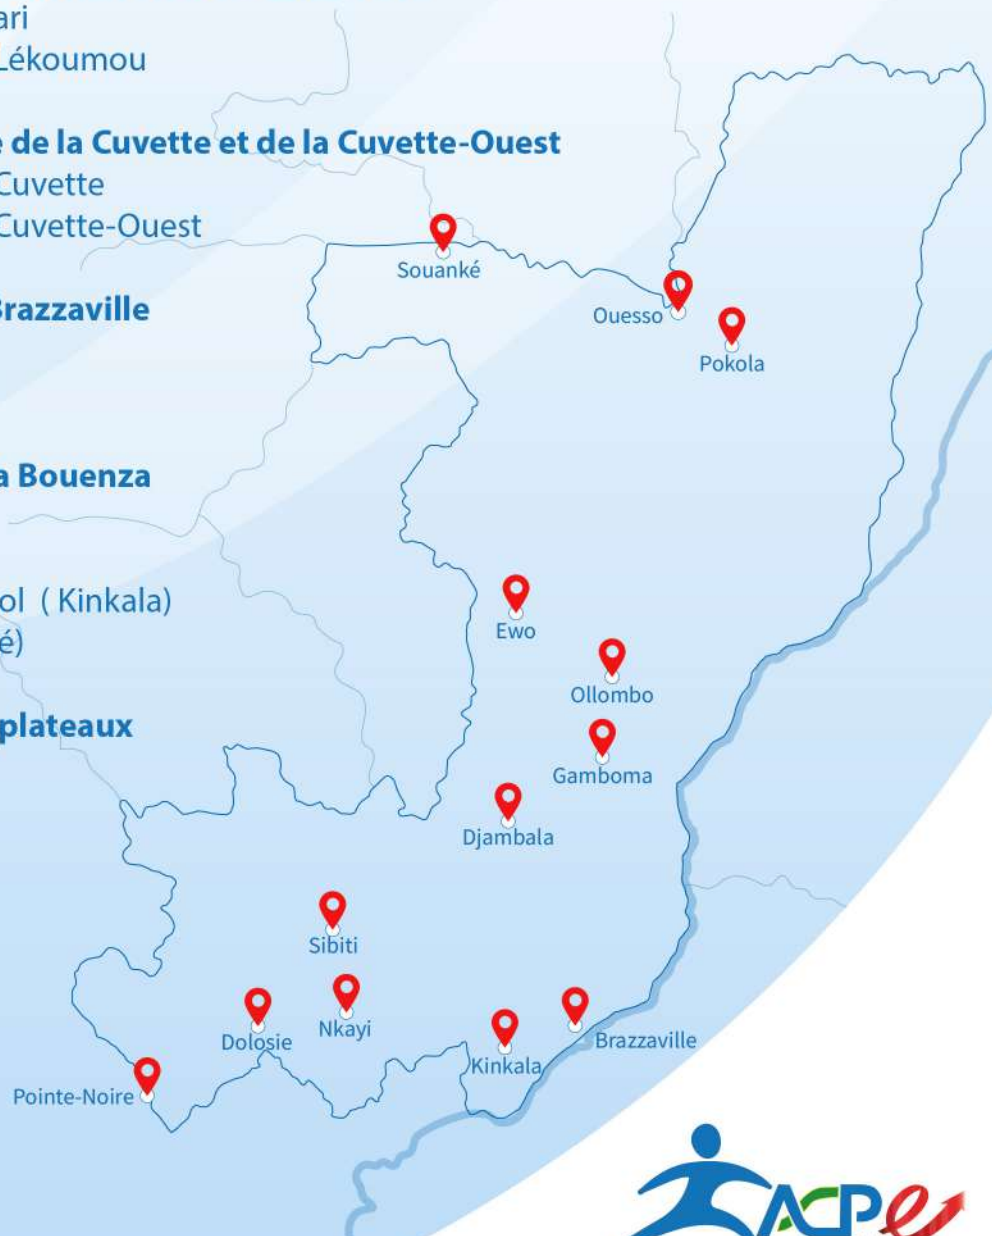 ari
Lékoumou
e de la Cuvette et de la Cuvette-Ouest
Cuvette
Cuvette-Ouest
Brazzaville
a Bouenza
ol ( Kinkala)
é)
plateaux
Souanké
Ouesso
Pokola
Ewo
Ollombo
Gamboma
Djambala
Sibiti
Nkayi
Dolosie
Kinkala
Brazzaville
Pointe-Noire
ACPe